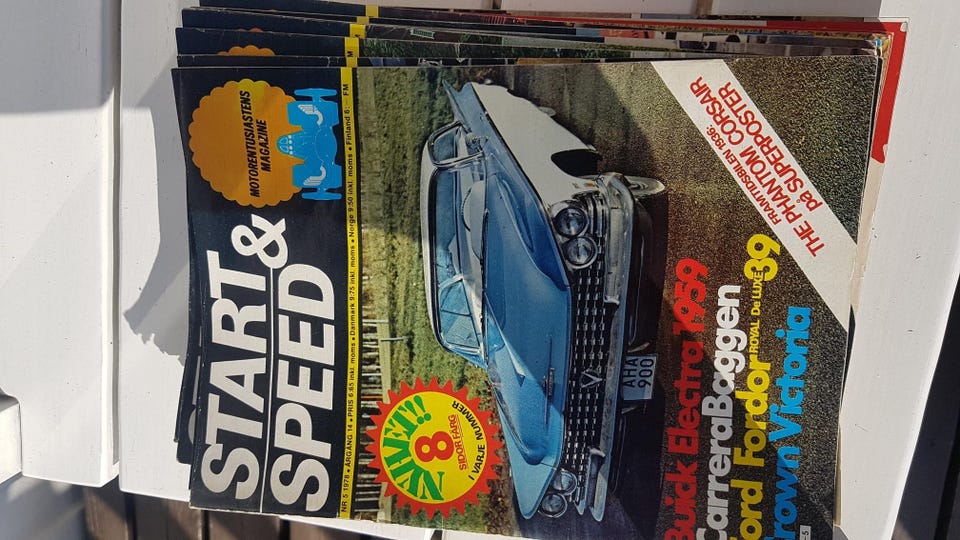 MOTORENTUSIASTENS
MAGAZINE
START &
SPEED
NR 5 1978 • ÅRGÅNG 14 • PRIS 6:65 inkl. moms • Danmark 9:75 inkl. moms • Norge 9:50 inkl. moms • Finland 6:— FM
FRAMTIDSBILEN 1936:
THE PHANTOM CORSAIR
på SUPERPOSTER
NYHET!!
8
SIDOR FÄRG
I VARJE NUMMER
AHA
900
Buick Electra 1959
CarreraBaggen
Ford Fordor ROYAL De LUXE 39
Crown Victoria